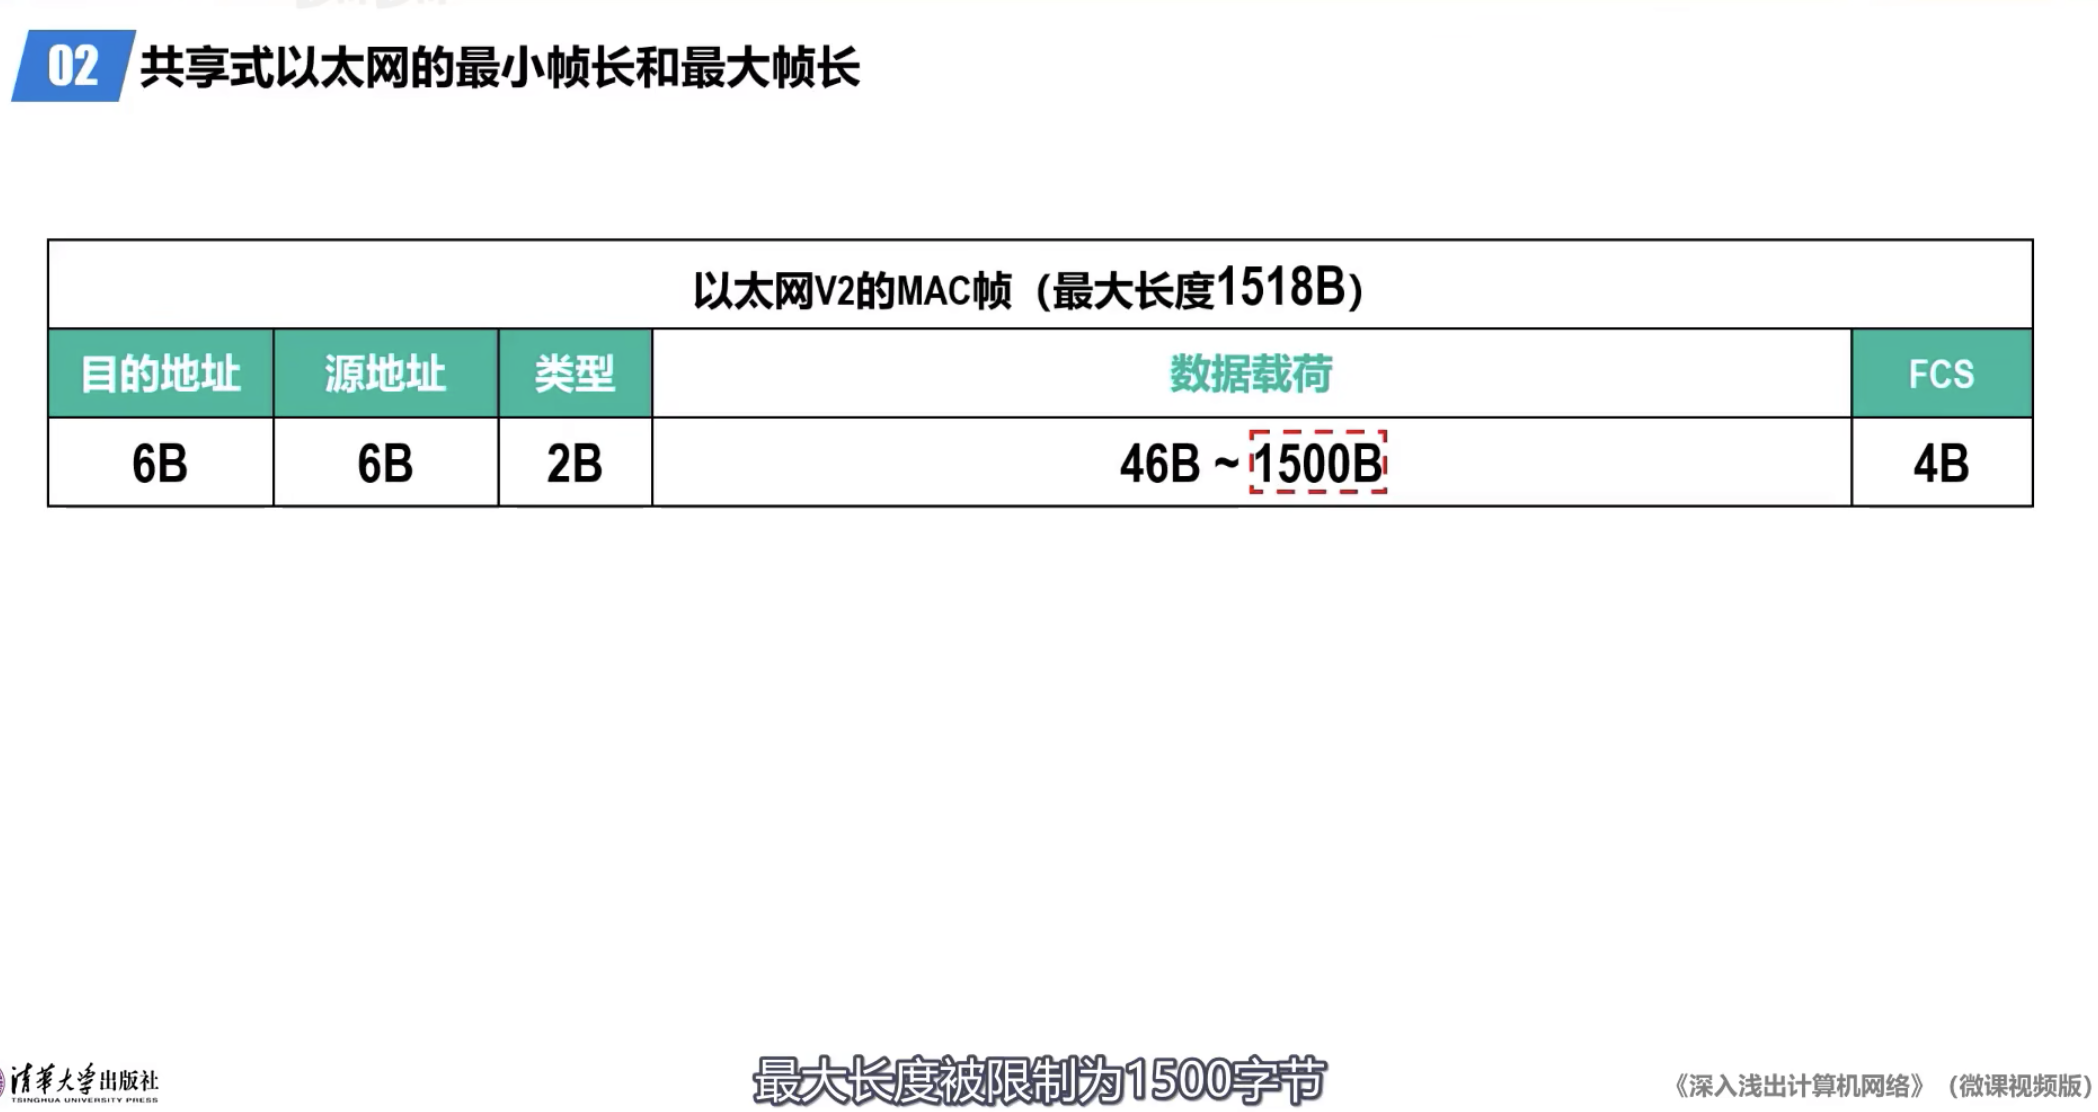 02 共享式以太网的最小帧长和最大帧长
以太网V2的MAC帧（最大长度1518B）
目的地址 源地址 类型 数据载荷 FCS
6B 6B 2B 46B ~ 1500B 4B
最大长度被限制为1500字节
清华大学出版社
TSINGHUA UNIVERSITY PRESS
《深入浅出计算机网络》（微课视频版）